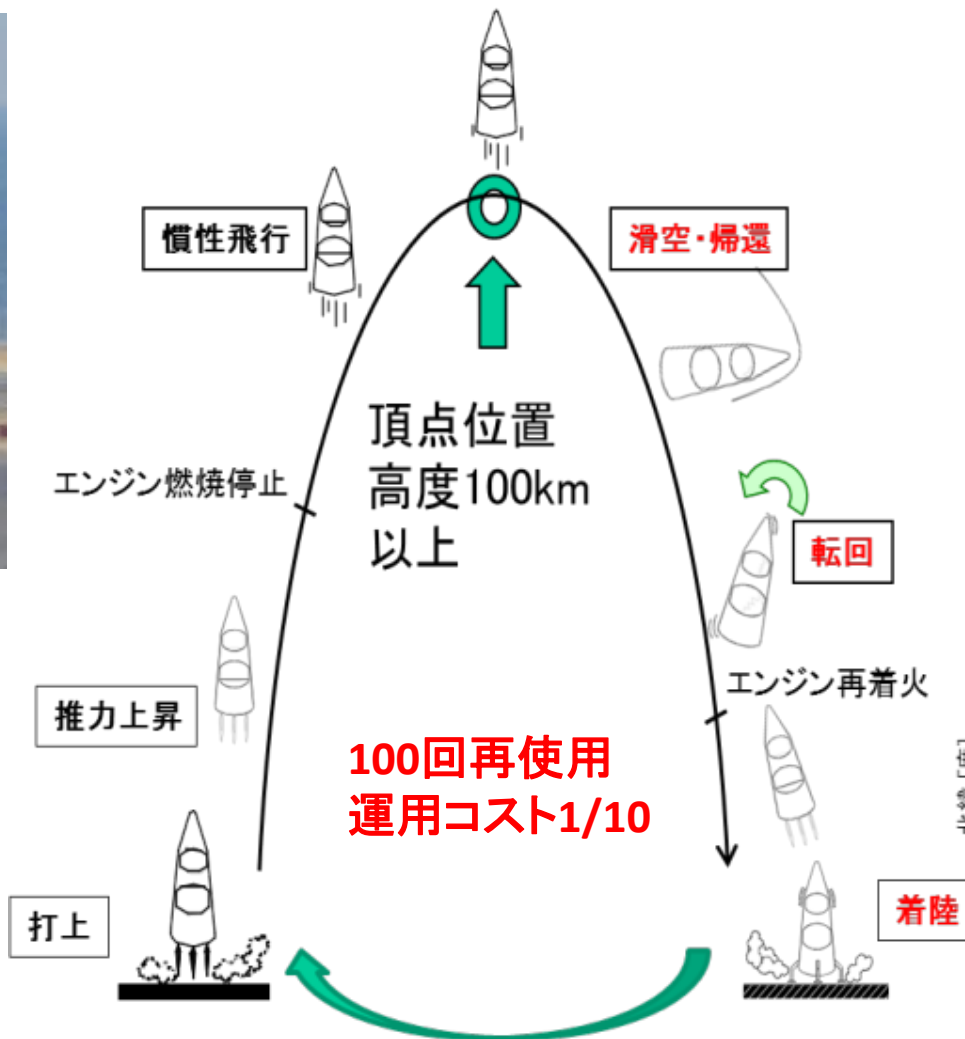 慣性飛行
滑空・帰還
頂点位置
高度100km
以上
エンジン燃焼停止
転回
エンジン再着火
推力上昇
100回再使用
運用コスト1/10
打上
着陸